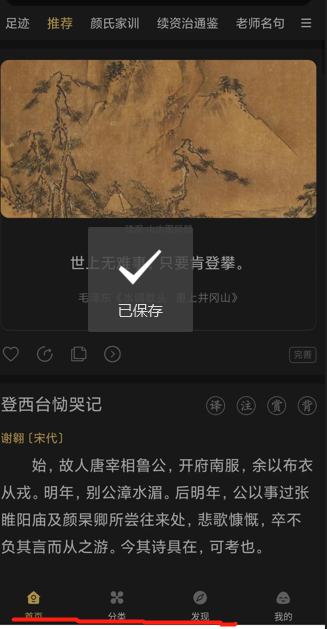 足迹 推荐 颜氏家训 续资治通鉴 老师名句
世上无难事 只要肯登攀。
毛泽东《水调歌头 重上井冈山》
已保存
完善
登西台恸哭记
译 注 赏 背
谢翱〔宋代〕
始，故人唐宰相鲁公，开府南服，余以布衣
从戎。明年，别公漳水湄。后明年，公以事过张
睢阳庙及颜杲卿所尝往来处，悲歌慷慨，卒不
负其言而从之游。今其诗具在，可考也。
首页 分类 发现 我的